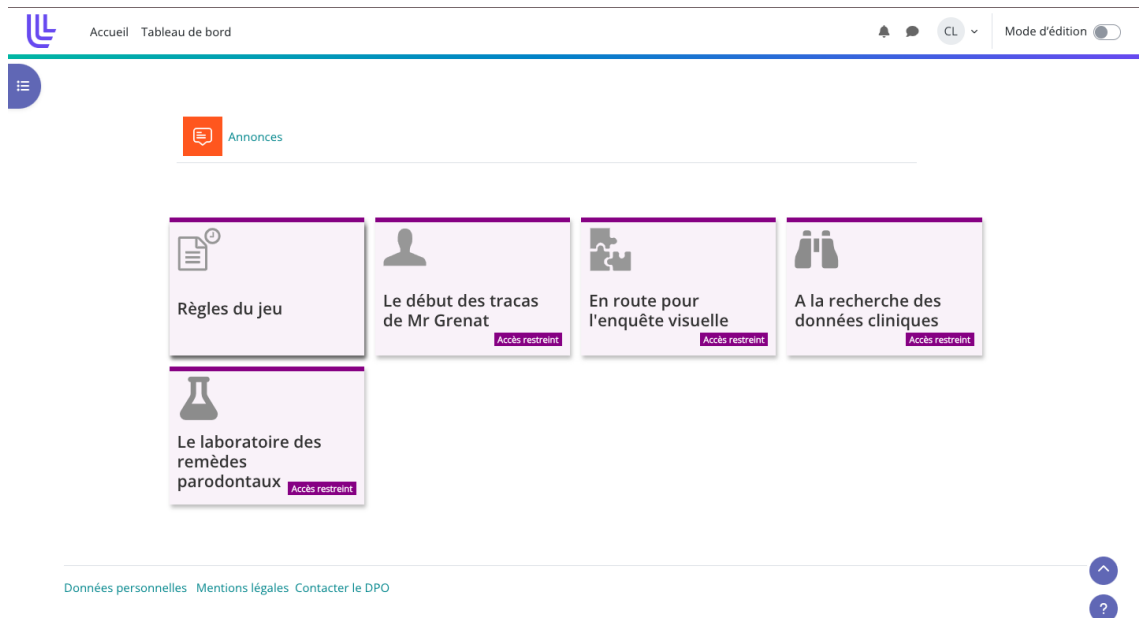 Accueil Tableau de bord
CL
Mode d'édition
Annonces
Règles du jeu
Le début des tracas
de Mr Grenat
Accès restreint
En route pour
l'enquête visuelle
Accès restreint
A la recherche des
données cliniques
Accès restreint
Le laboratoire des
remèdes
parodontaux
Accès restreint
Données personnelles Mentions légales Contacter le DPO
?